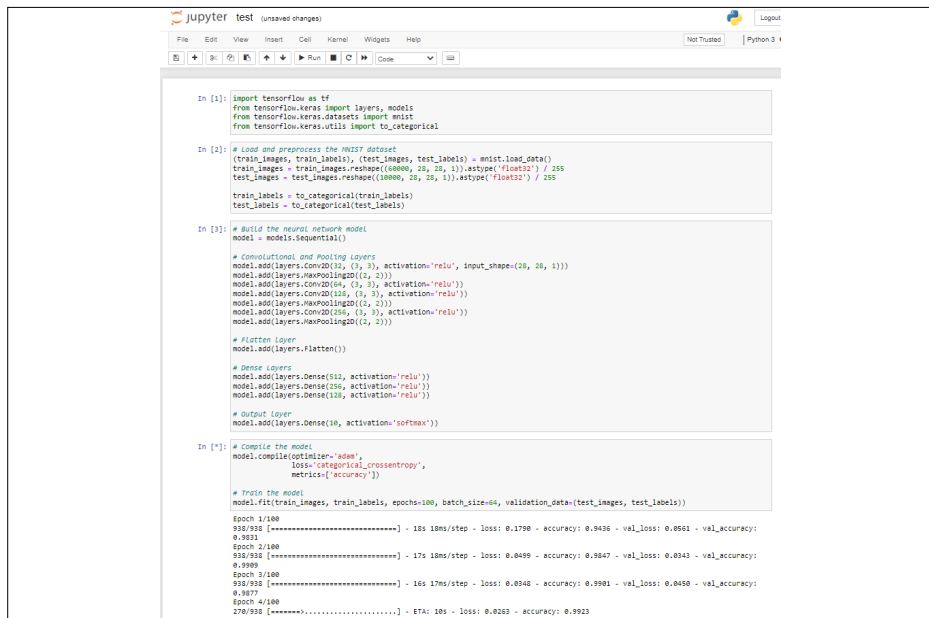 jupyter test (unsaved changes)
Logout
File Edit View Insert Cell Kernel Widgets Help
Not Trusted
Python 3
Run
Code
In [1]: import tensorflow as tf
from tensorflow.keras import layers, models
from tensorflow.keras.datasets import mnist
from tensorflow.keras.utils import to_categorical
In [2]: # Load and preprocess the MNIST dataset
(train_images, train_labels), (test_images, test_labels) = mnist.load_data()
train_images = train_images.reshape((60000, 28, 28, 1)).astype('float32') / 255
test_images = test_images.reshape((10000, 28, 28, 1)).astype('float32') / 255
train_labels = to_categorical(train_labels)
test_labels = to_categorical(test_labels)
In [3]: # Build the neural network model
model = models.Sequential()
# Convolutional and Pooling Layers
model.add(layers.Conv2D(32, (3, 3), activation='relu', input_shape=(28, 28, 1)))
model.add(layers.MaxPooling2D((2, 2)))
model.add(layers.Conv2D(64, (3, 3), activation='relu'))
model.add(layers.Conv2D(128, (3, 3), activation='relu'))
model.add(layers.MaxPooling2D((2, 2)))
model.add(layers.Conv2D(256, (3, 3), activation='relu'))
model.add(layers.MaxPooling2D((2, 2)))
# Flatten Layer
model.add(layers.Flatten())
# Dense Layers
model.add(layers.Dense(512, activation='relu'))
model.add(layers.Dense(256, activation='relu'))
model.add(layers.Dense(128, activation='relu'))
# Output Layer
model.add(layers.Dense(10, activation='softmax'))
In [*]: # Compile the model
model.compile(optimizer='adam',
loss='categorical_crossentropy',
metrics=['accuracy'])
# Train the model
model.fit(train_images, train_labels, epochs=100, batch_size=64, validation_data=(test_images, test_labels))
Epoch 1/100
938/938 [==============================] - 18s 18ms/step - loss: 0.1790 - accuracy: 0.9436 - val_loss: 0.0561 - val_accuracy:
0.9831
Epoch 2/100
938/938 [==============================] - 17s 18ms/step - loss: 0.0499 - accuracy: 0.9847 - val_loss: 0.0343 - val_accuracy:
0.9909
Epoch 3/100
938/938 [==============================] - 16s 17ms/step - loss: 0.0348 - accuracy: 0.9901 - val_loss: 0.0450 - val_accuracy:
0.9877
Epoch 4/100
270/938 [=======>......................] - ETA: 10s - loss: 0.0263 - accuracy: 0.9923